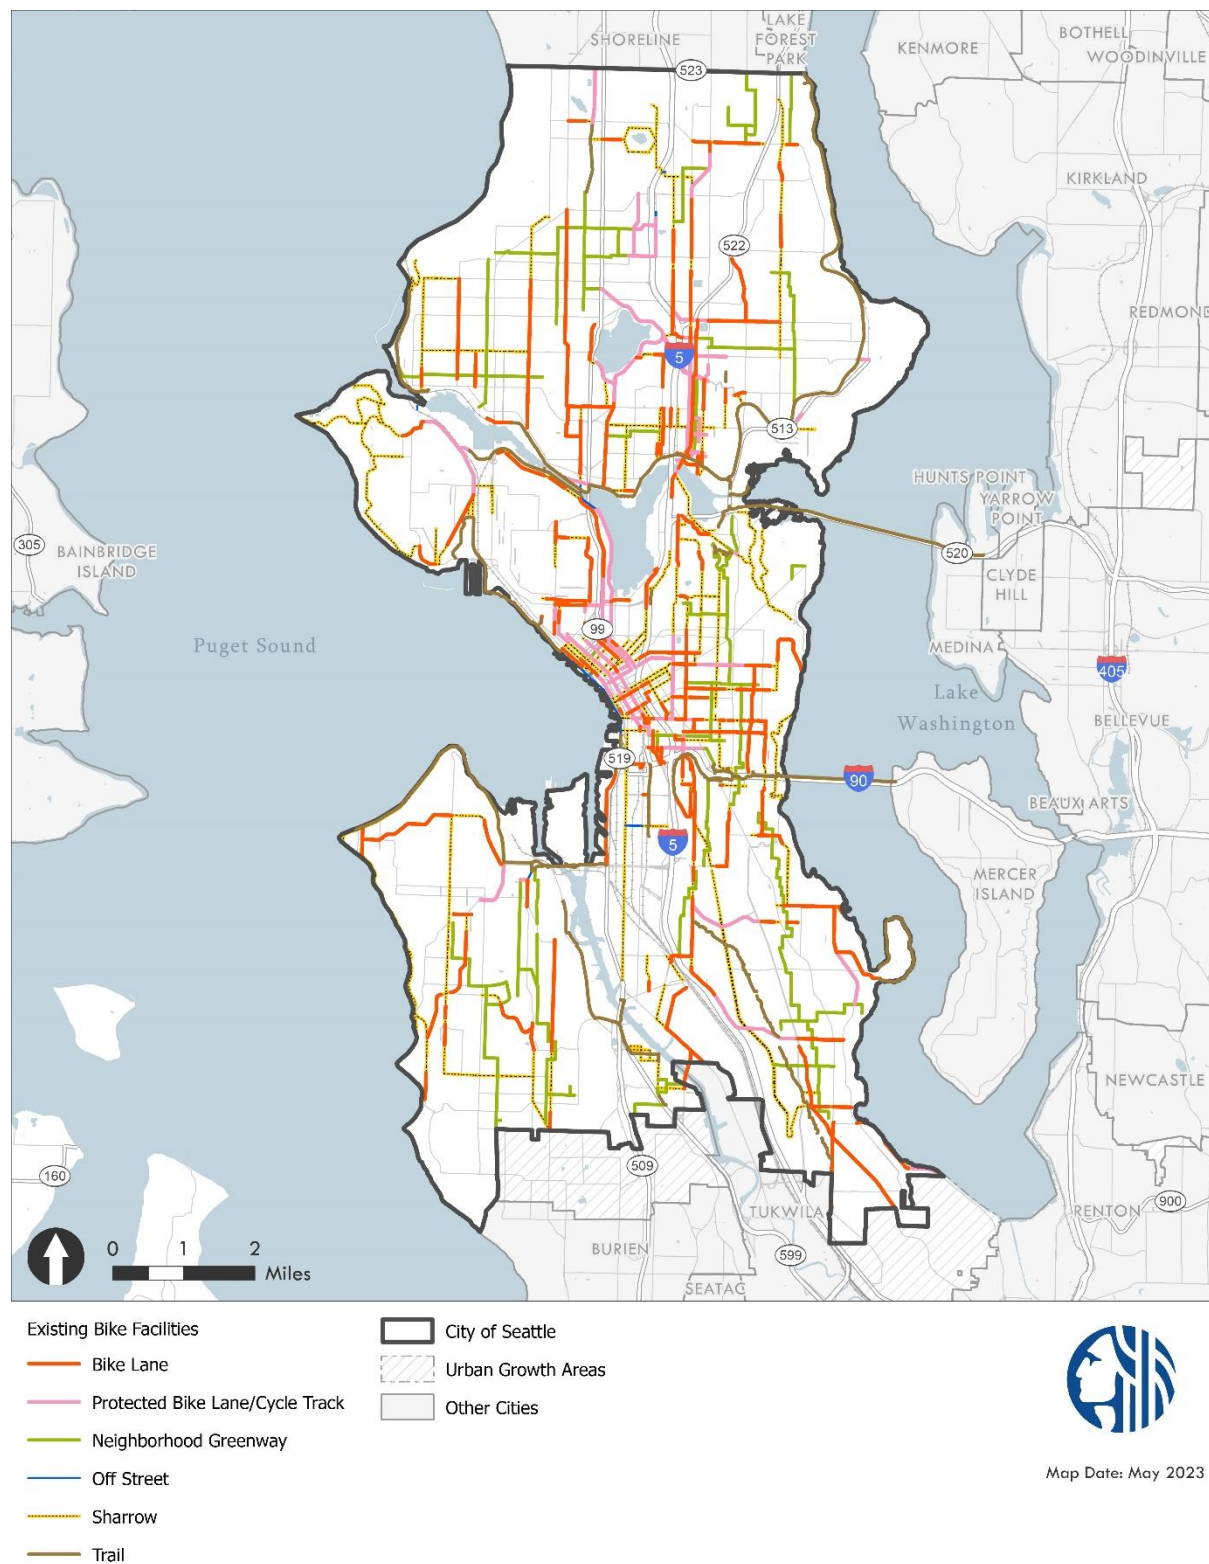 SHORELINE
LAKE
FOREST
PARK
KENMORE
BOTHELL
WOODINVILLE
523
KIRKLAND
522
REDMOND
5
513
HUNTS POINT
YARROW
POINT
305
BAINBRIDGE
ISLAND
520
CLYDE
HILL
99
Puget Sound
MEDINA
405
Lake
Washington
BELLEVUE
519
90
BEAUX ARTS
5
MERCER
ISLAND
NEWCASTLE
160
509
TUKWILA
RENTON
900
BURIEN
599
SEATAC
0 1 2
Miles
Existing Bike Facilities
Bike Lane
Protected Bike Lane/Cycle Track
Neighborhood Greenway
Off Street
Sharrow
Trail
City of Seattle
Urban Growth Areas
Other Cities
Map Date: May 2023